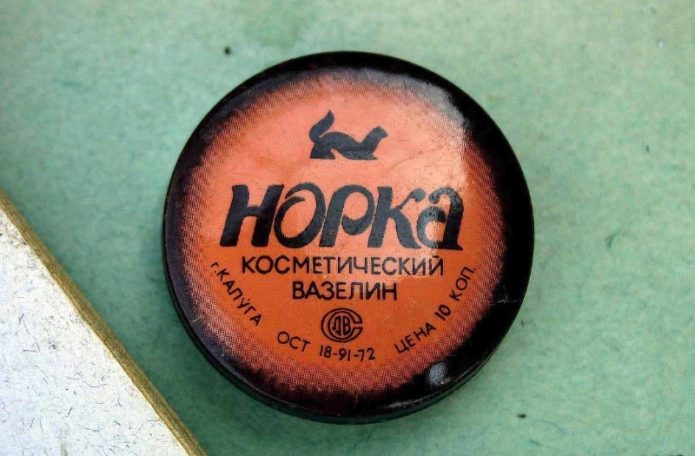 НОРКА
КОСМЕТИЧЕСКИЙ
ВАЗЕЛИН
г. КАЛУГА
ОСТ 18-91-72
ЦЕНА 10 КОП.